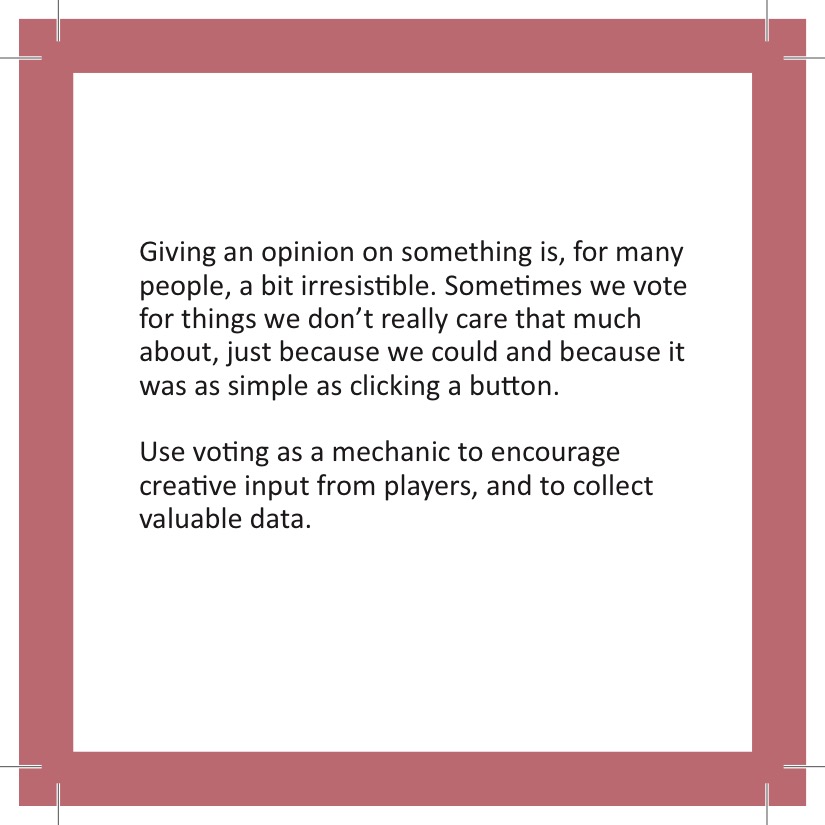 Giving an opinion on something is, for many
people, a bit irresistible. Sometimes we vote
for things we don’t really care that much
about, just because we could and because it
was as simple as clicking a button.
Use voting as a mechanic to encourage
creative input from players, and to collect
valuable data.